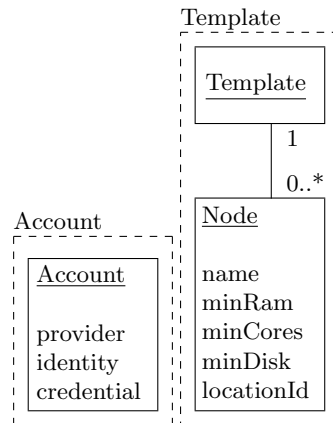 Template
Template
1
0..*
Node
name
minRam
minCores
minDisk
locationId
Account
Account
provider
identity
credential